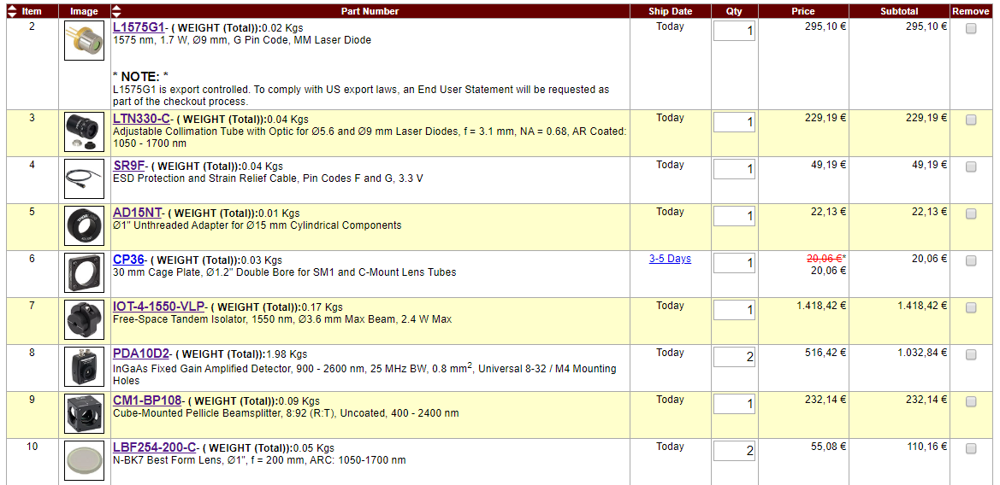 Item Image Part Number Ship Date Qty Price Subtotal Remove
2 L1575G1- ( WEIGHT (Total)):0.02 Kgs Today 1 295,10 € 295,10 €
1575 nm, 1.7 W, Ø9 mm, G Pin Code, MM Laser Diode
* NOTE: *
L1575G1 is export controlled. To comply with US export laws, an End User Statement will be requested as
part of the checkout process.
3 LTN330-C- ( WEIGHT (Total)):0.04 Kgs Today 1 229,19 € 229,19 €
Adjustable Collimation Tube with Optic for Ø5.6 and Ø9 mm Laser Diodes, f = 3.1 mm, NA = 0.68, AR Coated:
1050 - 1700 nm
4 SR9F- ( WEIGHT (Total)):0.04 Kgs Today 1 49,19 € 49,19 €
ESD Protection and Strain Relief Cable, Pin Codes F and G, 3.3 V
5 AD15NT- ( WEIGHT (Total)):0.01 Kgs Today 1 22,13 € 22,13 €
Ø1" Unthreaded Adapter for Ø15 mm Cylindrical Components
6 CP36- ( WEIGHT (Total)):0.03 Kgs 3-5 Days 1 20,06 €* 20,06 €
30 mm Cage Plate, Ø1.2" Double Bore for SM1 and C-Mount Lens Tubes 20,06 €
7 IOT-4-1550-VLP- ( WEIGHT (Total)):0.17 Kgs Today 1 1.418,42 € 1.418,42 €
Free-Space Tandem Isolator, 1550 nm, Ø3.6 mm Max Beam, 2.4 W Max
8 PDA10D2- ( WEIGHT (Total)):1.98 Kgs Today 2 516,42 € 1.032,84 €
InGaAs Fixed Gain Amplified Detector, 900 - 2600 nm, 25 MHz BW, 0.8 mm², Universal 8-32 / M4 Mounting
Holes
9 CM1-BP108- ( WEIGHT (Total)):0.09 Kgs Today 1 232,14 € 232,14 €
Cube-Mounted Pellicle Beamsplitter, 8:92 (R:T), Uncoated, 400 - 2400 nm
10 LBF254-200-C- ( WEIGHT (Total)):0.05 Kgs Today 2 55,08 € 110,16 €
N-BK7 Best Form Lens, Ø1", f = 200 mm, ARC: 1050-1700 nm